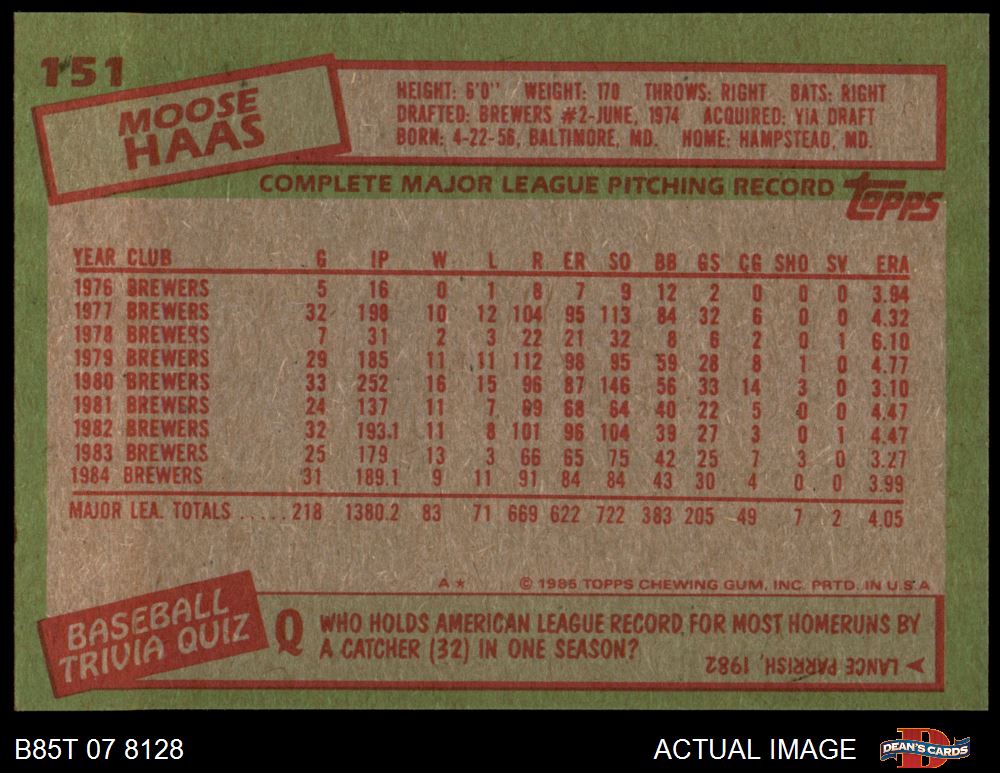 151
MOOSE
HAAS
HEIGHT: 6'0" WEIGHT: 170 THROWS: RIGHT BATS: RIGHT
DRAFTED: BREWERS #2-JUNE, 1974 ACQUIRED: VIA DRAFT
BORN: 4-22-56, BALTIMORE, MD. HOME: HAMPSTEAD, MD.
COMPLETE MAJOR LEAGUE PITCHING RECORD topps
YEAR CLUB G IP W L R ER SO BB GS CG SHO SV ERA
1976 BREWERS 5 16 0 1 8 7 9 12 2 0 0 0 3.94
1977 BREWERS 32 198 10 12 104 95 113 84 32 6 0 0 4.32
1978 BREWERS 7 31 2 3 22 21 32 8 6 2 0 1 6.10
1979 BREWERS 29 185 11 11 112 98 95 59 28 8 1 0 4.77
1980 BREWERS 33 252 16 15 96 87 146 56 33 14 3 0 3.10
1981 BREWERS 24 137 11 7 69 68 64 40 22 5 0 0 4.47
1982 BREWERS 32 193.1 11 8 101 96 104 39 27 3 0 1 4.47
1983 BREWERS 25 179 13 3 66 65 75 42 25 7 3 0 3.27
1984 BREWERS 31 189.1 9 11 91 84 84 43 30 4 0 0 3.99
MAJOR LEA. TOTALS .....218 1380.2 83 71 669 622 722 383 205 49 7 2 4.05
A* © 1985 TOPPS CHEWING GUM, INC. PRTD. IN U.S.A
BASEBALL
TRIVIA QUIZ
Q WHO HOLDS AMERICAN LEAGUE RECORD FOR MOST HOMERUNS BY
A CATCHER (32) IN ONE SEASON?
LANCE PARRISH, 1982
B85T 07 8128
ACTUAL IMAGE
D
DEAN'S CARDS